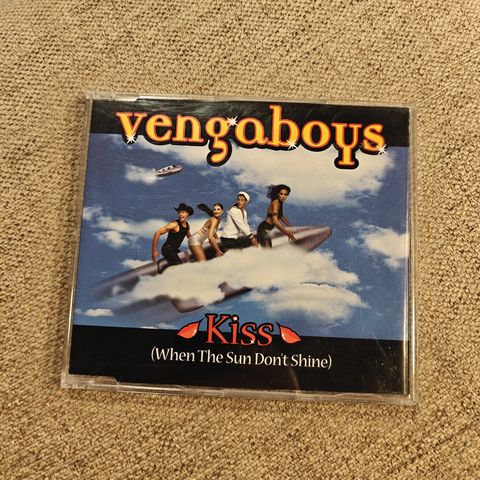 vengaboys
Kiss
(When The Sun Don't Shine)